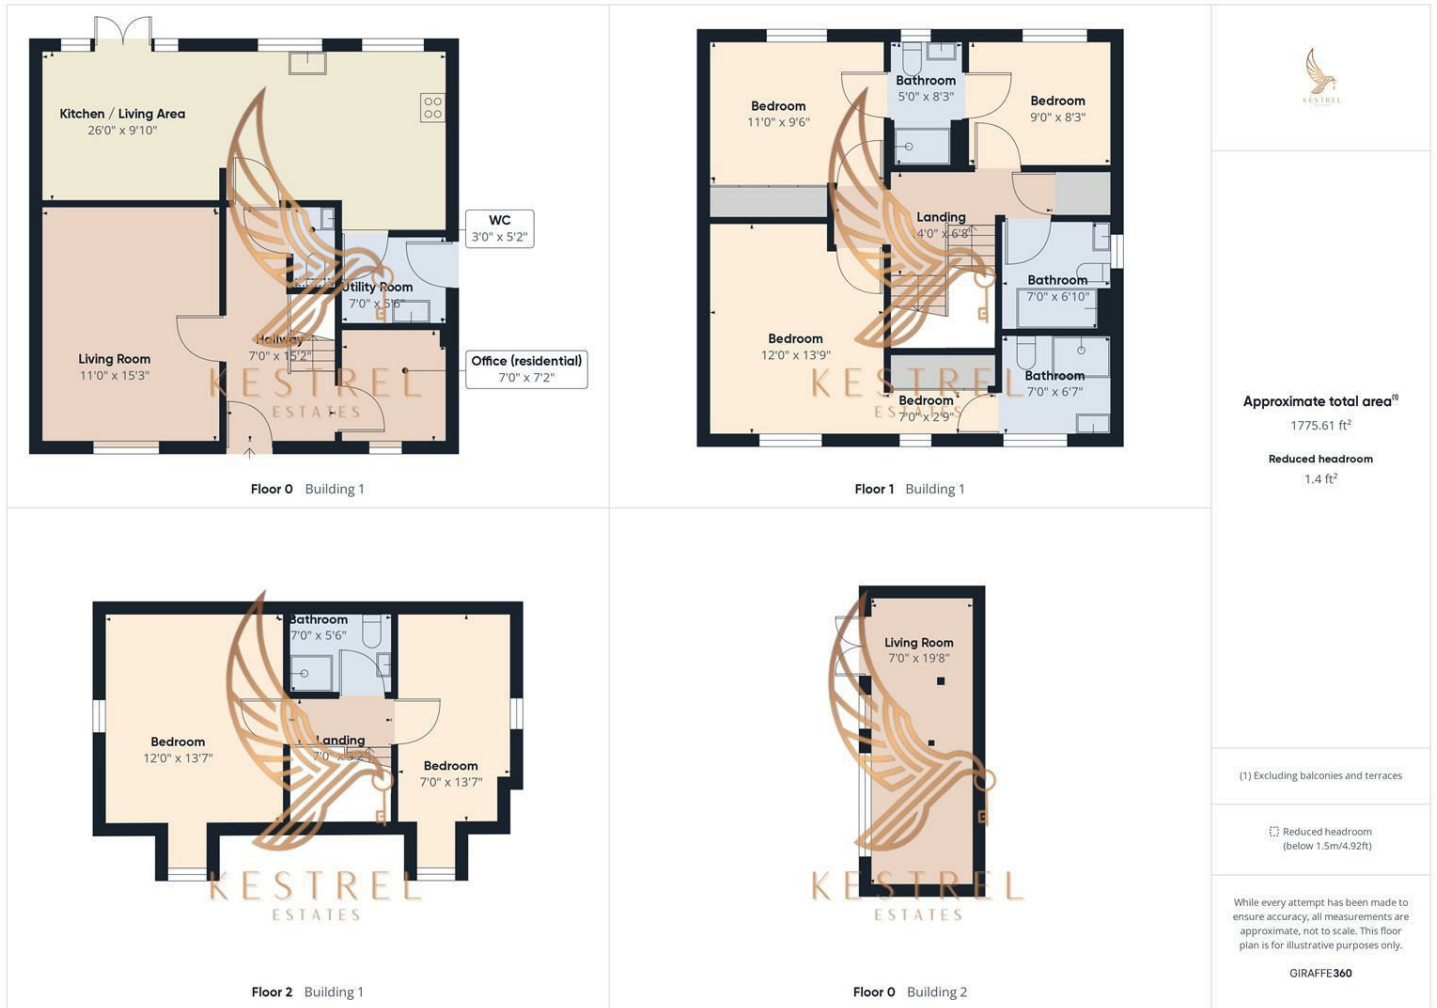 Kitchen / Living Area
26'0" x 9'10"
WC
3'0" x 5'2"
Utility Room
7'0" x 5'6"
Living Room
11'0" x 15'3"
Hallway
7'0" x 15'2"
Office (residential)
7'0" x 7'2"
KESTREL
ESTATES
Floor 0 Building 1
Bedroom
11'0" x 9'6"
Bathroom
5'0" x 8'3"
Bedroom
9'0" x 8'3"
Landing
4'0" x 6'8"
Bathroom
7'0" x 6'10"
Bedroom
12'0" x 13'9"
Bathroom
7'0" x 6'7"
Bedroom
7'0" x 2'9"
KESTREL
ESTATES
Floor 1 Building 1
Bathroom
7'0" x 5'6"
Bedroom
12'0" x 13'7"
Landing
Bedroom
7'0" x 13'7"
KESTREL
ESTATES
Floor 2 Building 1
Living Room
7'0" x 19'8"
KESTREL
ESTATES
Floor 0 Building 2
KESTREL
Approximate total area(1)
1775.61 ft²
Reduced headroom
1.4 ft²
(1) Excluding balconies and terraces
Reduced headroom
(below 1.5m/4.92ft)
While every attempt has been made to
ensure accuracy, all measurements are
approximate, not to scale. This floor
plan is for illustrative purposes only.
GIRAFFE360